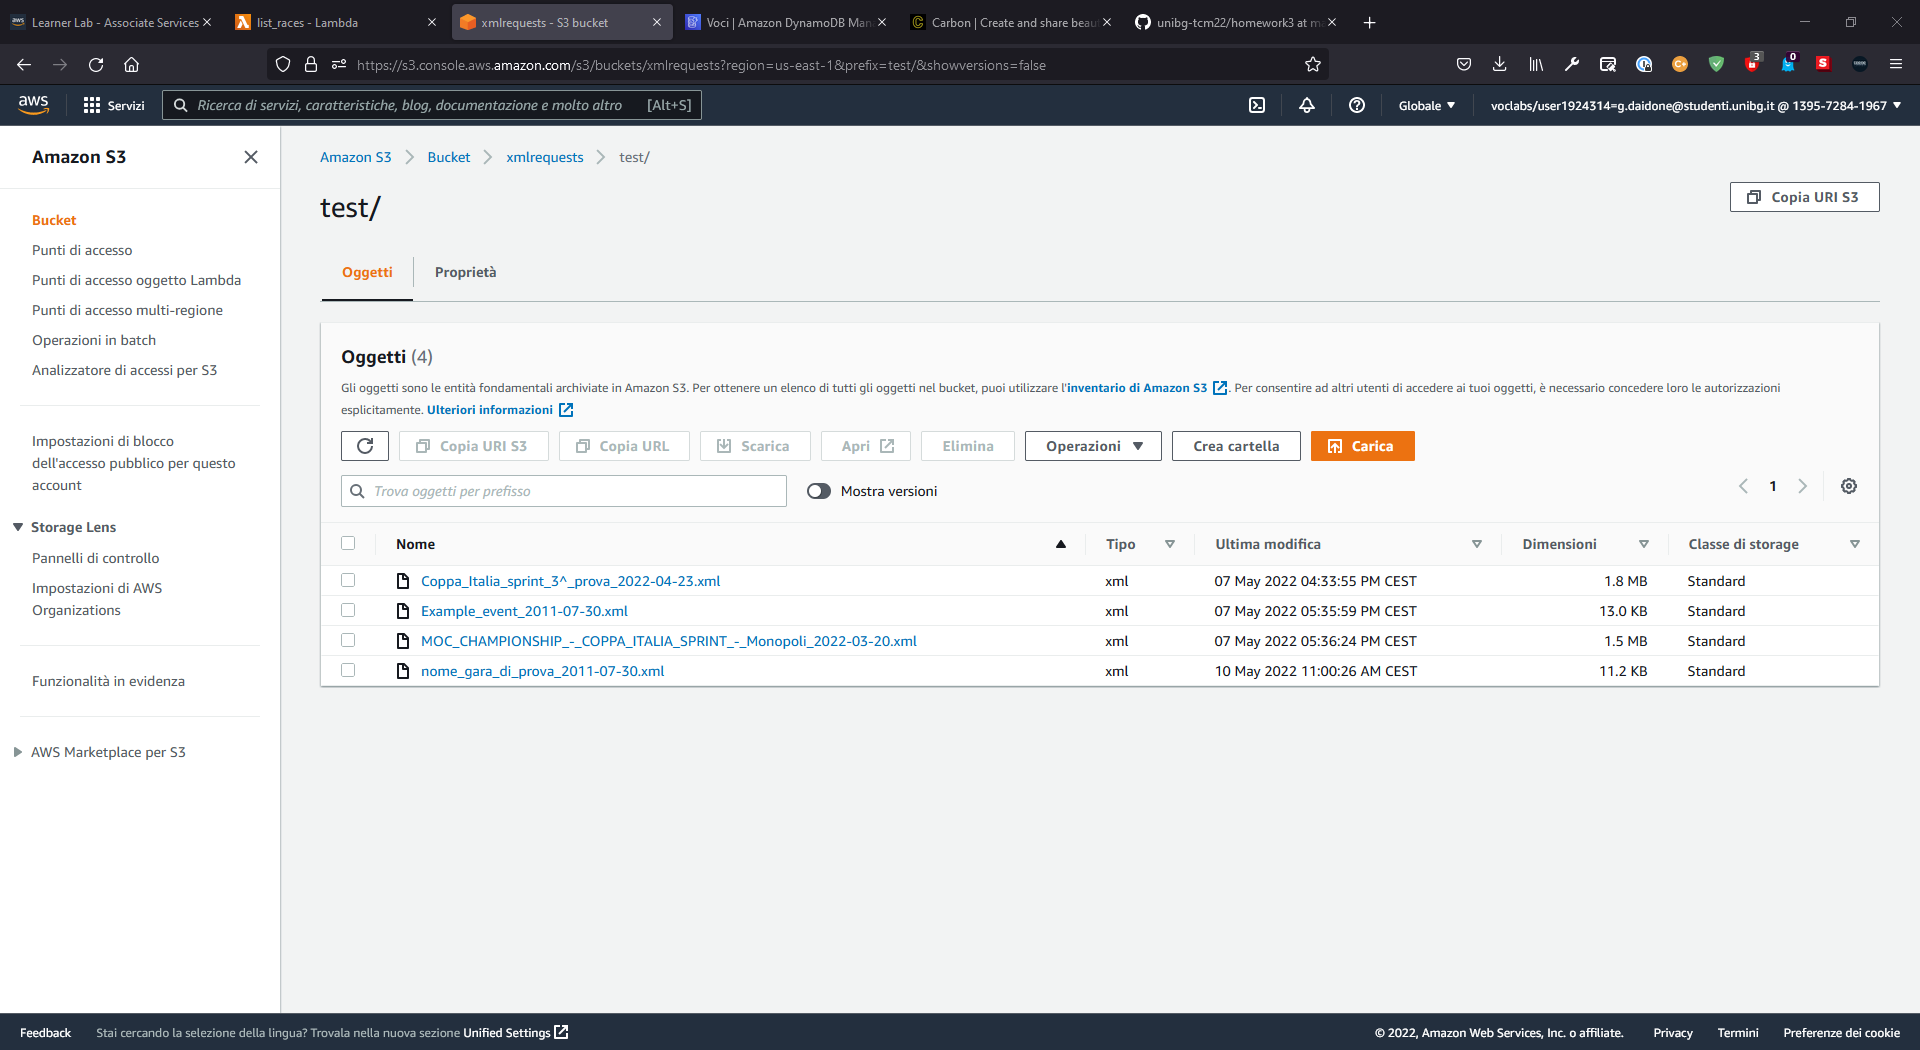 Learner Lab - Associate Services
list_races - Lambda
xmlrequests - S3 bucket
Voci | Amazon DynamoDB Man
Carbon | Create and share beau
unibg-tcm22/homework3 at m
https://s3.console.aws.amazon.com/s3/buckets/xmlrequests?region=us-east-1&prefix=test/&showversions=false
3
0
aws
Servizi
Ricerca di servizi, caratteristiche, blog, documentazione e molto altro [Alt+S]
Globale
voclabs/user1924314=g.daidone@studenti.unibg.it @ 1395-7284-1967
Amazon S3
Bucket
Punti di accesso
Punti di accesso oggetto Lambda
Punti di accesso multi-regione
Operazioni in batch
Analizzatore di accessi per S3
Impostazioni di blocco
dell'accesso pubblico per questo
account
Storage Lens
Pannelli di controllo
Impostazioni di AWS
Organizations
Funzionalità in evidenza
AWS Marketplace per S3
Amazon S3 Bucket xmlrequests test/
test/
Copia URI S3
Oggetti Proprietà
Oggetti (4)
Gli oggetti sono le entità fondamentali archiviate in Amazon S3. Per ottenere un elenco di tutti gli oggetti nel bucket, puoi utilizzare l'inventario di Amazon S3. Per consentire ad altri utenti di accedere ai tuoi oggetti, è necessario concedere loro le autorizzazioni
esplicitamente. Ulteriori informazioni
Copia URI S3 Copia URL Scarica Apri Elimina Operazioni Crea cartella Carica
Trova oggetti per prefisso Mostra versioni 1
Nome Tipo Ultima modifica Dimensioni Classe di storage
Coppa_Italia_sprint_3^_prova_2022-04-23.xml xml 07 May 2022 04:33:55 PM CEST 1.8 MB Standard
Example_event_2011-07-30.xml xml 07 May 2022 05:35:59 PM CEST 13.0 KB Standard
MOC_CHAMPIONSHIP_-_COPPA_ITALIA_SPRINT_-_Monopoli_2022-03-20.xml xml 07 May 2022 05:36:24 PM CEST 1.5 MB Standard
nome_gara_di_prova_2011-07-30.xml xml 10 May 2022 11:00:26 AM CEST 11.2 KB Standard
Feedback Stai cercando la selezione della lingua? Trovala nella nuova sezione Unified Settings
© 2022, Amazon Web Services, Inc. o affiliate. Privacy Termini Preferenze dei cookie